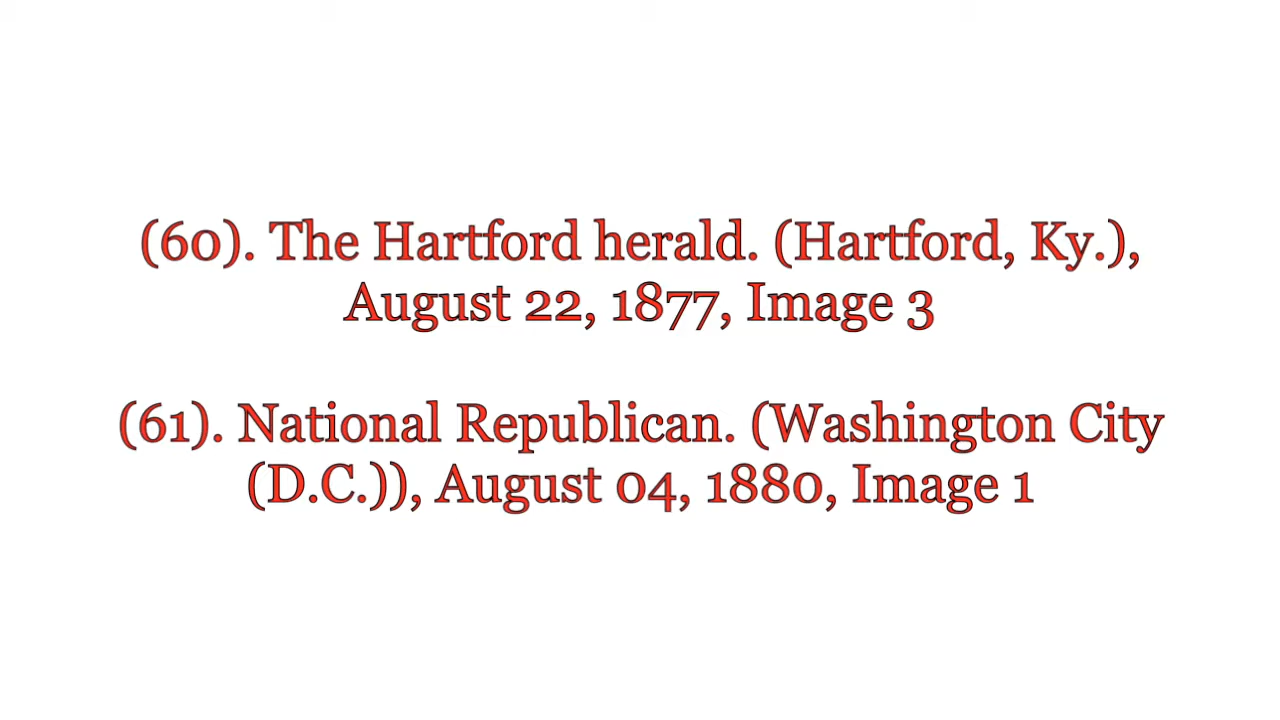 (60). The Hartford herald. (Hartford, Ky.),
August 22, 1877, Image 3
(61). National Republican. (Washington City
(D.C.)), August 04, 1880, Image 1